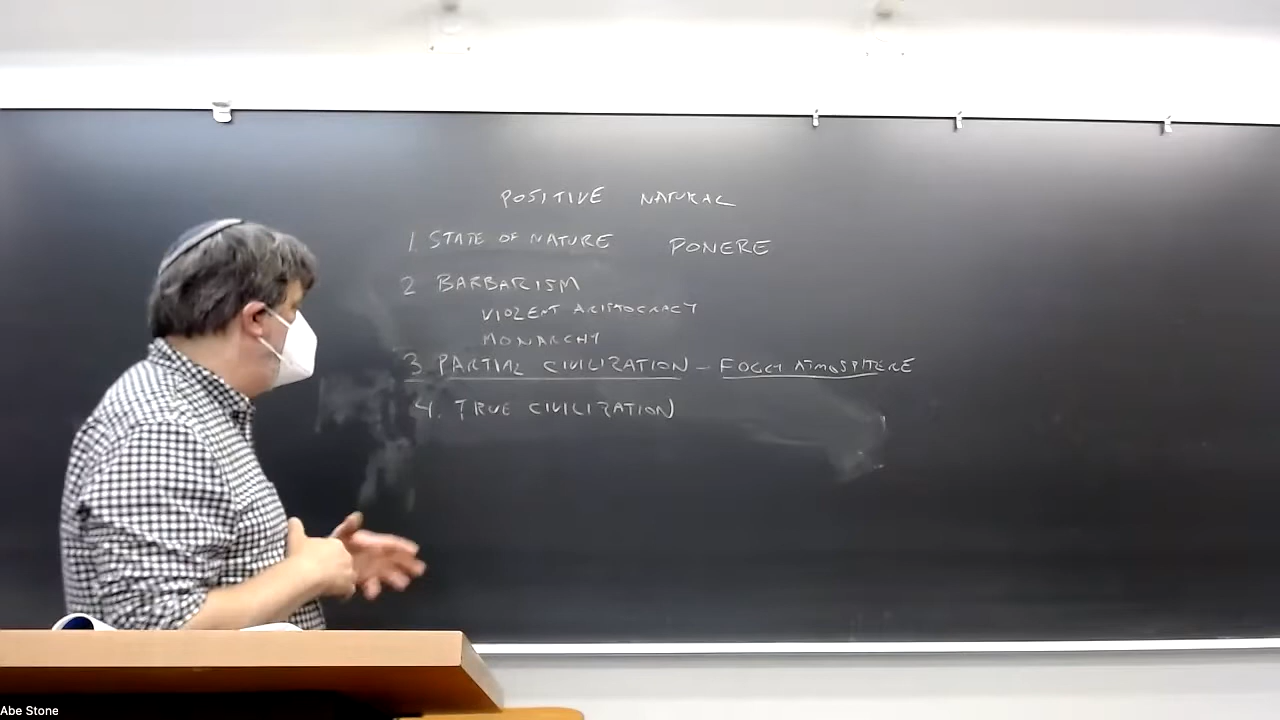 POSITIVE NATURAL
1. STATE OF NATURE PONERE
2 BARBARISM
VIOLENT ARISTOCRACY
MONARCHY
3 PARTIAL CIVILIZATION - FOGGY ATMOSPHERE
4. TRUE CIVILIZATION
Abe Stone